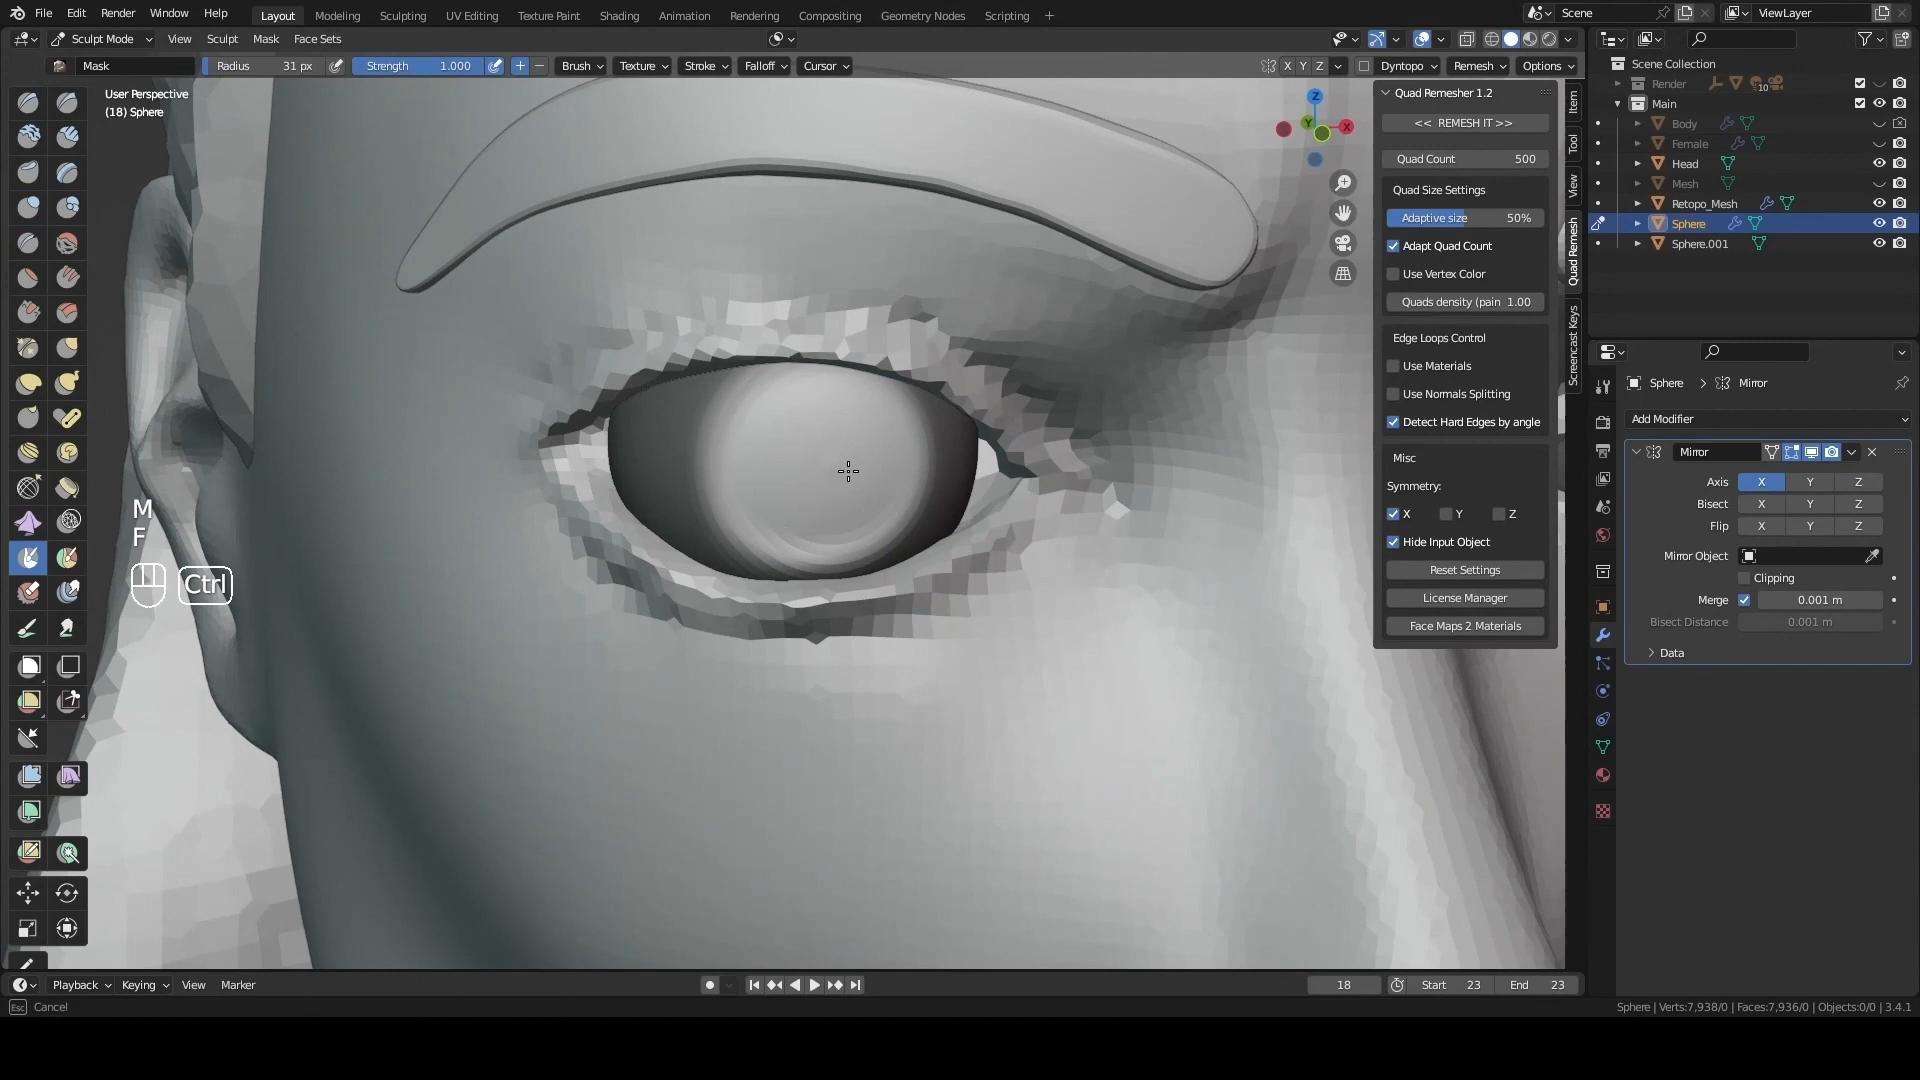 File Edit Render Window Help Layout Modeling Sculpting UV Editing Texture Paint Shading Animation Rendering Compositing Geometry Nodes Scripting + Scene ViewLayer
Sculpt Mode View Sculpt Mask Face Sets
Mask Radius 31 px Strength 1.000 Brush Texture Stroke Falloff Cursor X Y Z Dyntopo Remesh Options
User Perspective
(18) Sphere
Z
Y
X
M
F
Ctrl
Quad Remesher 1.2
<< REMESH IT >>
Quad Count 500
Quad Size Settings
Adaptive size 50%
Adapt Quad Count
Use Vertex Color
Quads density (pain 1.00
Edge Loops Control
Use Materials
Use Normals Splitting
Detect Hard Edges by angle
Misc
Symmetry:
X Y Z
Hide Input Object
Reset Settings
License Manager
Face Maps 2 Materials
Item
Tool
View
Quad Remesh
Screencast Keys
Scene Collection
Render 10
Main
Body
Female
Head
Mesh
Retopo_Mesh
Sphere
Sphere.001
Sphere > Mirror
Add Modifier
Mirror
Axis X Y Z
Bisect X Y Z
Flip X Y Z
Mirror Object
Clipping
Merge 0.001 m
Bisect Distance 0.001 m
Data
Playback Keying View Marker 18 Start 23 End 23
Esc Cancel Sphere | Verts:7,938/0 | Faces:7,936/0 | Objects:0/0 | 3.4.1